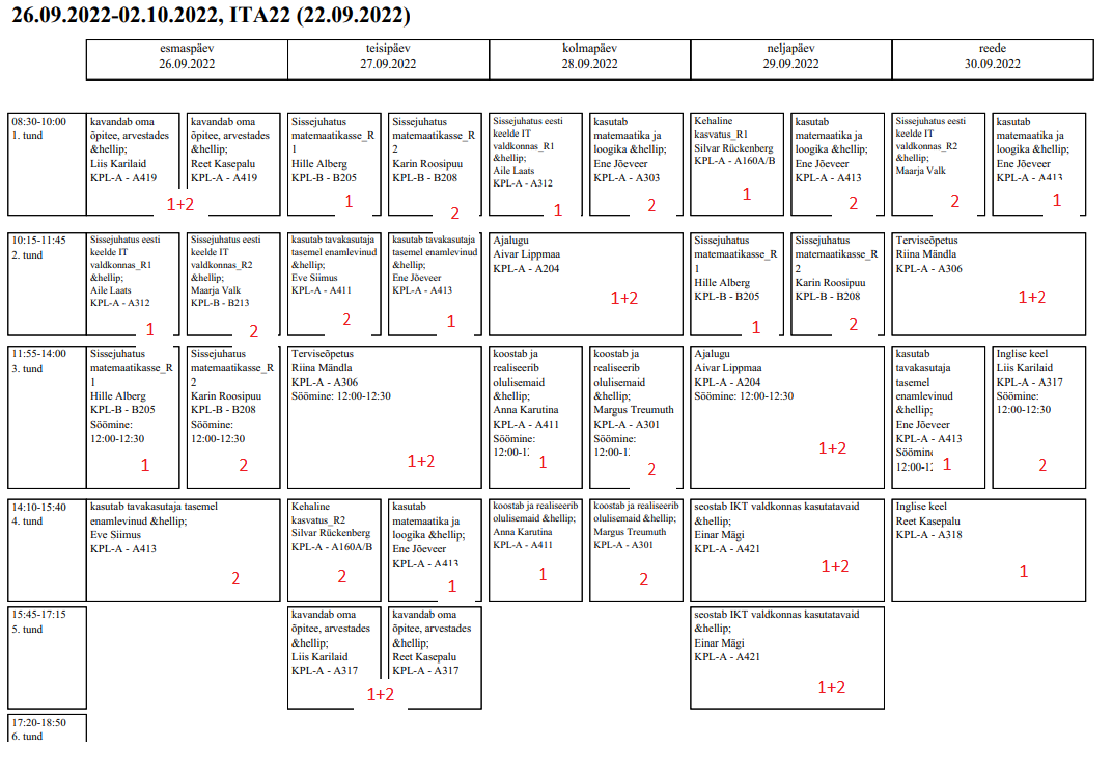 26.09.2022-02.10.2022, ITA22 (22.09.2022)
esmaspäev
26.09.2022
teisipäev
27.09.2022
kolmapäev
28.09.2022
neljapäev
29.09.2022
reede
30.09.2022
08:30-10:00
1. tund
kavandab oma
õpitee, arvestades
&hellip;
Liis Karilaid
KPL-A - A419
kavandab oma
õpitee, arvestades
&hellip;
Reet Kasepalu
KPL-A - A419
1+2
Sissejuhatus
matemaatikasse_R
1
Hille Alberg
KPL-B - B205
1
Sissejuhatus
matemaatikasse_R
2
Karin Roosipuu
KPL-B - B208
2
Sissejuhatus eesti
keelde IT
valdkonnas_R1
&hellip;
Aile Laats
KPL-A - A312
1
kasutab
matemaatika ja
loogika &hellip;
Ene Jõeveer
KPL-A - A303
2
Kehaline
kasvatus_R1
Silvar Rückenberg
KPL-A - A160A/B
1
kasutab
matemaatika ja
loogika &hellip;
Ene Jõeveer
KPL-A - A413
2
Sissejuhatus eesti
keelde IT
valdkonnas_R2
&hellip;
Maarja Valk
2
kasutab
matemaatika ja
loogika &hellip;
Ene Jõeveer
KPL-A - A413
1
10:15-11:45
2. tund
Sissejuhatus eesti
keelde IT
valdkonnas_R1
&hellip;
Aile Laats
KPL-A - A312
1
Sissejuhatus eesti
keelde IT
valdkonnas_R2
&hellip;
Maarja Valk
KPL-B - B213
2
kasutab tavakasutaja
tasemel enamlevinud
&hellip;
Eve Siimus
KPL-A - A411
2
kasutab tavakasutaja
tasemel enamlevinud
&hellip;
Ene Jõeveer
KPL-A - A413
1
Ajalugu
Aivar Lippmaa
KPL-A - A204
1+2
Sissejuhatus
matemaatikasse_R
1
Hille Alberg
KPL-B - B205
1
Sissejuhatus
matemaatikasse_R
2
Karin Roosipuu
KPL-B - B208
2
Terviseõpetus
Riina Mändla
KPL-A - A306
1+2
11:55-14:00
3. tund
Sissejuhatus
matemaatikasse_R
1
Hille Alberg
KPL-B - B205
Söömine:
12:00-12:30
1
Sissejuhatus
matemaatikasse_R
2
Karin Roosipuu
KPL-B - B208
Söömine:
12:00-12:30
2
Terviseõpetus
Riina Mändla
KPL-A - A306
Söömine: 12:00-12:30
1+2
koostab ja
realiseerib
olulisemaid
&hellip;
Anna Karutina
KPL-A - A411
Söömine:
12:00-1
1
koostab ja
realiseerib
olulisemaid
&hellip;
Margus Treumuth
KPL-A - A301
Söömine:
12:00-1
2
Ajalugu
Aivar Lippmaa
KPL-A - A204
Söömine: 12:00-12:30
1+2
kasutab
tavakasutaja
tasemel
enamlevinud
&hellip;
Ene Jõeveer
KPL-A - A413
Söömine
12:00-12
1
Inglise keel
Liis Karilaid
KPL-A - A317
Söömine:
12:00-12:30
2
14:10-15:40
4. tund
kasutab tavakasutaja tasemel
enamlevinud &hellip;
Eve Siimus
KPL-A - A413
2
Kehaline
kasvatus_R2
Silvar Rückenberg
KPL-A - A160A/B
2
kasutab
matemaatika ja
loogika &hellip;
Ene Jõeveer
KPL-A - A413
1
koostab ja realiseerib
olulisemaid &hellip;
Anna Karutina
KPL-A - A411
1
koostab ja realiseerib
olulisemaid &hellip;
Margus Treumuth
KPL-A - A301
2
seostab IKT valdkonnas kasutatavaid
&hellip;
Einar Mägi
KPL-A - A421
1+2
Inglise keel
Reet Kasepalu
KPL-A - A318
1
15:45-17:15
5. tund
kavandab oma
õpitee, arvestades
&hellip;
Liis Karilaid
KPL-A - A317
kavandab oma
õpitee, arvestades
&hellip;
Reet Kasepalu
KPL-A - A317
1+2
seostab IKT valdkonnas kasutatavaid
&hellip;
Einar Mägi
KPL-A - A421
1+2
17:20-18:50
6. tund